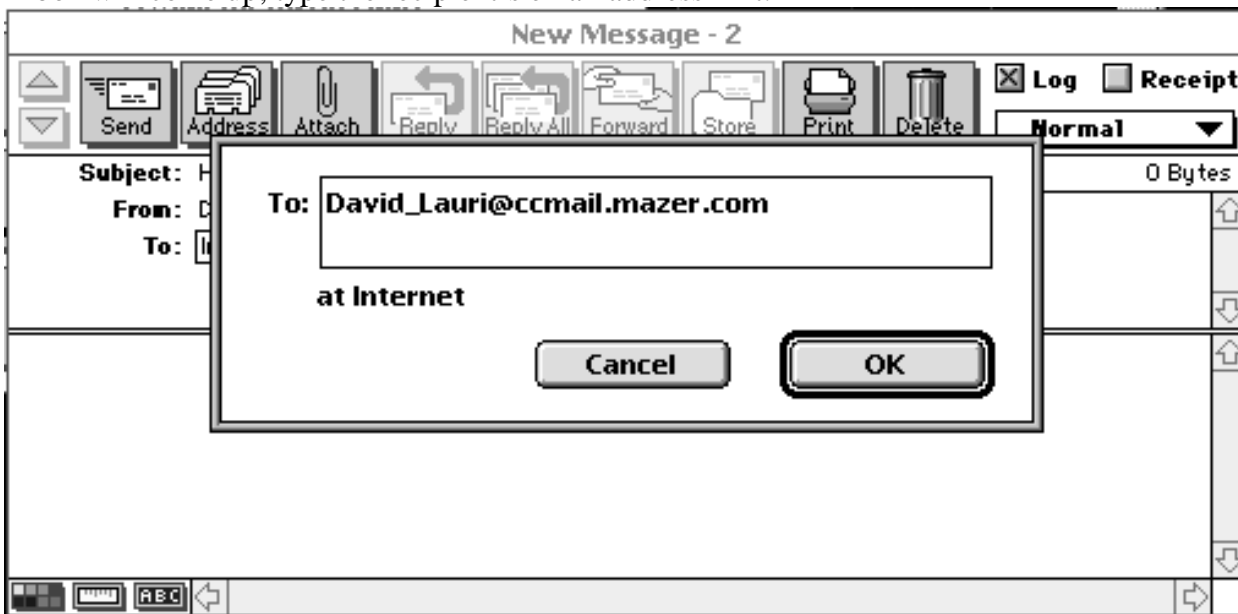 New Message - 2
Send Address Attach Reply Reply All Forward Store Print Delete
Log Receipt
Normal
Subject: H
0 Bytes
From: D
To:
To: David_Lauri@ccmail.mazer.com
at Internet
Cancel OK
ABC